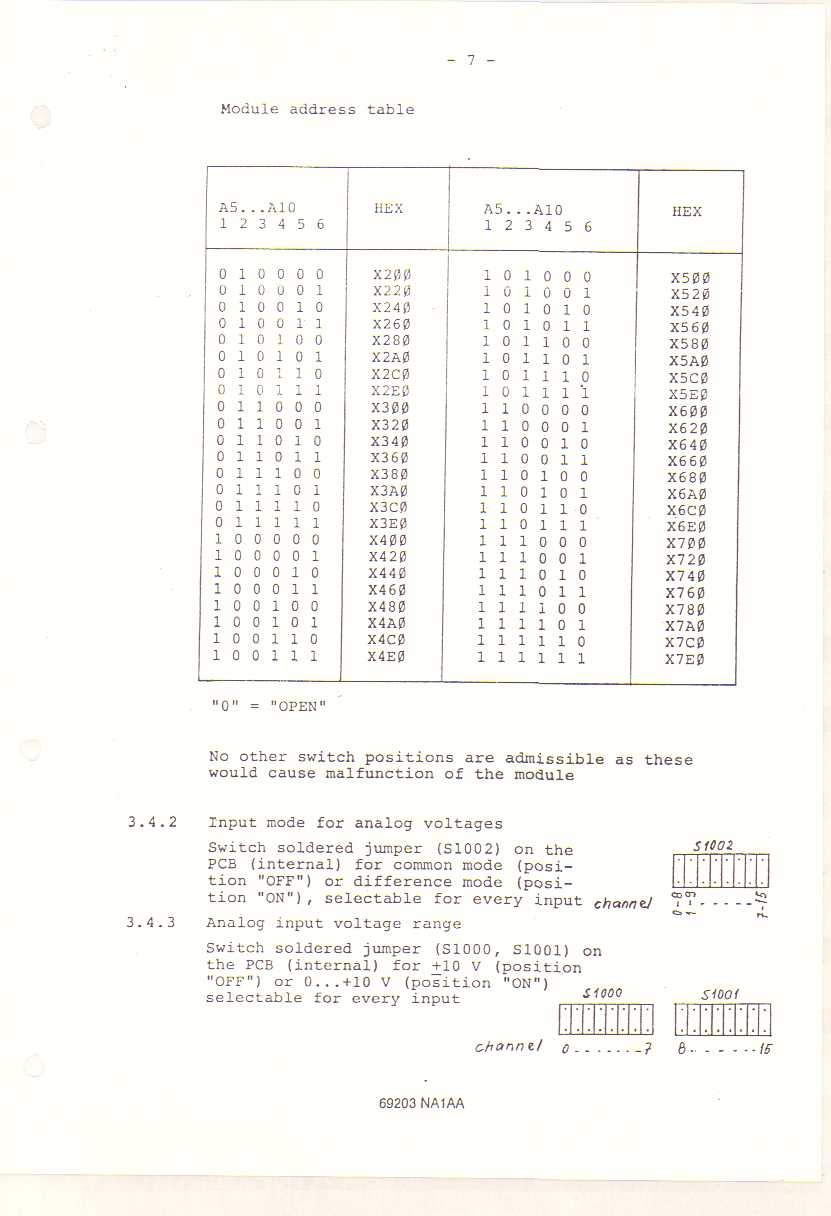 - 7 -
Module address table
A5...A10 HEX A5...A10 HEX
1 2 3 4 5 6 1 2 3 4 5 6
0 1 0 0 0 0 X2ØØ 1 0 1 0 0 0 X5ØØ
0 1 0 0 0 1 X22Ø 1 0 1 0 0 1 X52Ø
0 1 0 0 1 0 X24Ø 1 0 1 0 1 0 X54Ø
0 1 0 0 1 1 X26Ø 1 0 1 0 1 1 X56Ø
0 1 0 1 0 0 X28Ø 1 0 1 1 0 0 X58Ø
0 1 0 1 0 1 X2AØ 1 0 1 1 0 1 X5AØ
0 1 0 1 1 0 X2CØ 1 0 1 1 1 0 X5CØ
0 1 0 1 1 1 X2EØ 1 0 1 1 1 1 X5EØ
0 1 1 0 0 0 X3ØØ 1 1 0 0 0 0 X6ØØ
0 1 1 0 0 1 X32Ø 1 1 0 0 0 1 X62Ø
0 1 1 0 1 0 X34Ø 1 1 0 0 1 0 X64Ø
0 1 1 0 1 1 X36Ø 1 1 0 0 1 1 X66Ø
0 1 1 1 0 0 X38Ø 1 1 0 1 0 0 X68Ø
0 1 1 1 0 1 X3AØ 1 1 0 1 0 1 X6AØ
0 1 1 1 1 0 X3CØ 1 1 0 1 1 0 X6CØ
0 1 1 1 1 1 X3EØ 1 1 0 1 1 1 X6EØ
1 0 0 0 0 0 X4ØØ 1 1 1 0 0 0 X7ØØ
1 0 0 0 0 1 X42Ø 1 1 1 0 0 1 X72Ø
1 0 0 0 1 0 X44Ø 1 1 1 0 1 0 X74Ø
1 0 0 0 1 1 X46Ø 1 1 1 0 1 1 X76Ø
1 0 0 1 0 0 X48Ø 1 1 1 1 0 0 X78Ø
1 0 0 1 0 1 X4AØ 1 1 1 1 0 1 X7AØ
1 0 0 1 1 0 X4CØ 1 1 1 1 1 0 X7CØ
1 0 0 1 1 1 X4EØ 1 1 1 1 1 1 X7EØ
"0" = "OPEN"
No other switch positions are admissible as these
would cause malfunction of the module
3.4.2 Input mode for analog voltages
Switch soldered jumper (S1002) on the
PCB (internal) for common mode (posi-
tion "OFF") or difference mode (posi-
tion "ON"), selectable for every input
S1002
channel 0-8 1-9 ------ 7-15
3.4.3 Analog input voltage range
Switch soldered jumper (S1000, S1001) on
the PCB (internal) for ±10 V (position
"OFF") or 0...+10 V (position "ON")
selectable for every input
S1000 S1001
channel 0-------7 8-------15
69203 NA1AA